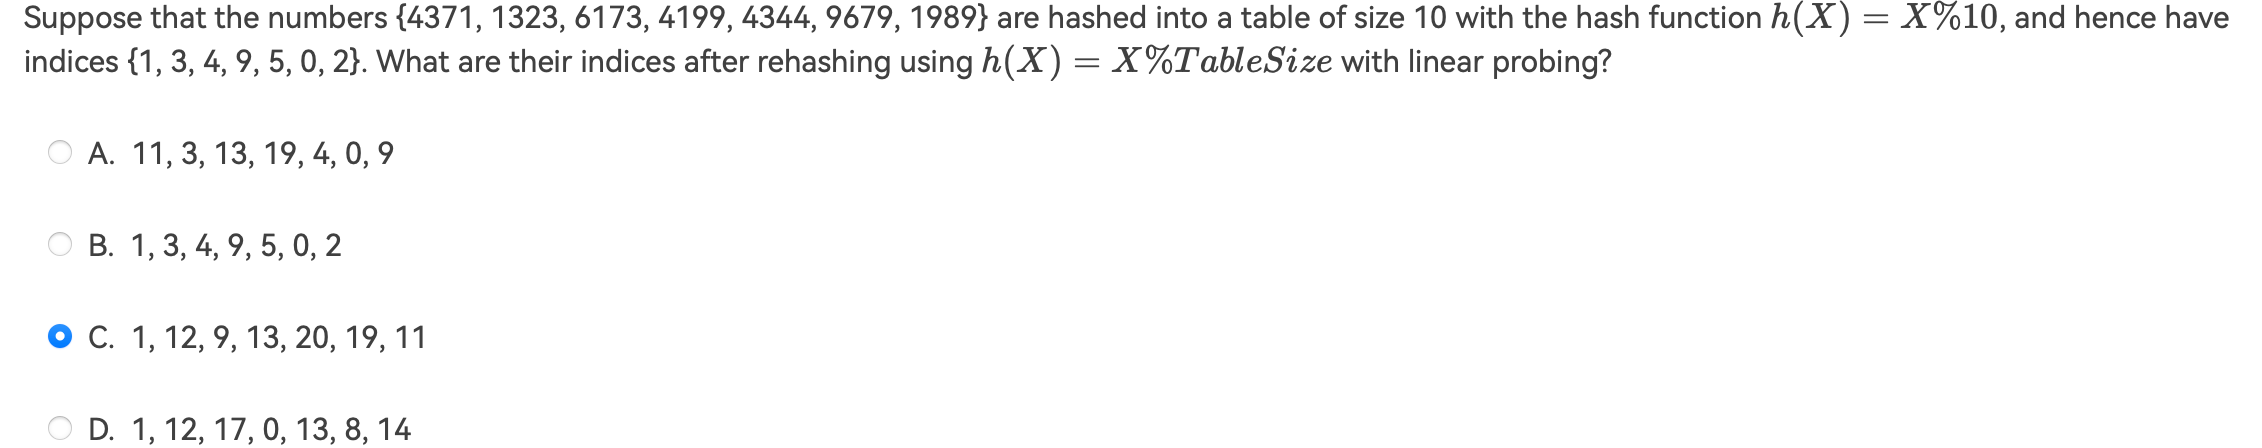 Suppose that the numbers {4371, 1323, 6173, 4199, 4344, 9679, 1989} are hashed into a table of size 10 with the hash function h(X) = X%10, and hence have
indices {1, 3, 4, 9, 5, 0, 2}. What are their indices after rehashing using h(X) = X%TableSize with linear probing?
A. 11, 3, 13, 19, 4, 0, 9
B. 1, 3, 4, 9, 5, 0, 2
C. 1, 12, 9, 13, 20, 19, 11
D. 1, 12, 17, 0, 13, 8, 14